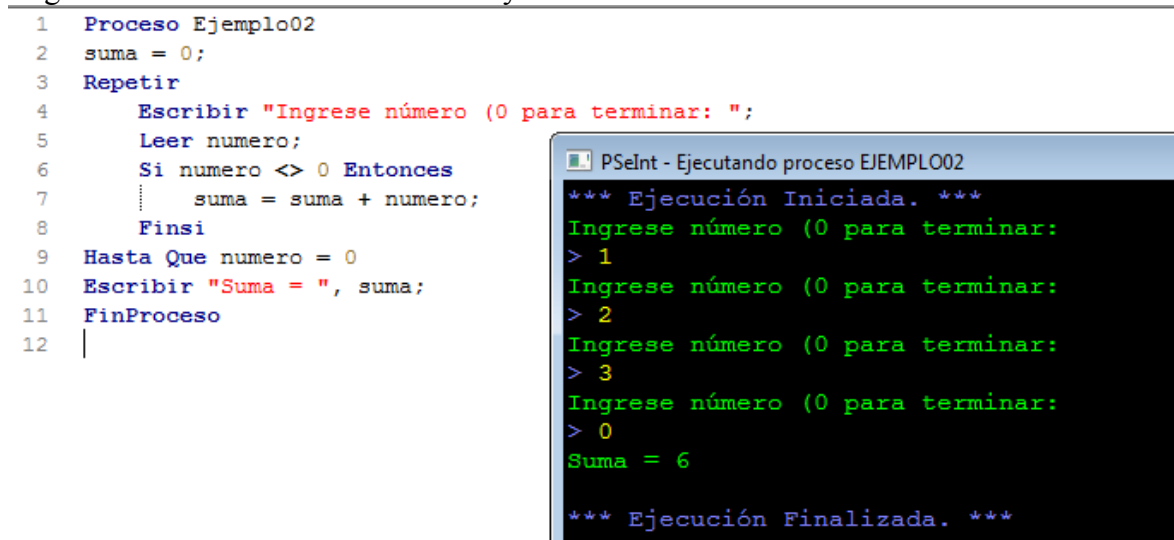 1 Proceso Ejemplo02
2 suma = 0;
3 Repetir
4 Escribir "Ingrese número (0 para terminar: ";
5 Leer numero;
6 Si numero <> 0 Entonces
7 suma = suma + numero;
8 Finsi
9 Hasta Que numero = 0
10 Escribir "Suma = ", suma;
11 FinProceso
12
PSeInt - Ejecutando proceso EJEMPLO02
*** Ejecución Iniciada. ***
Ingrese número (0 para terminar:
> 1
Ingrese número (0 para terminar:
> 2
Ingrese número (0 para terminar:
> 3
Ingrese número (0 para terminar:
> 0
Suma = 6
*** Ejecución Finalizada. ***